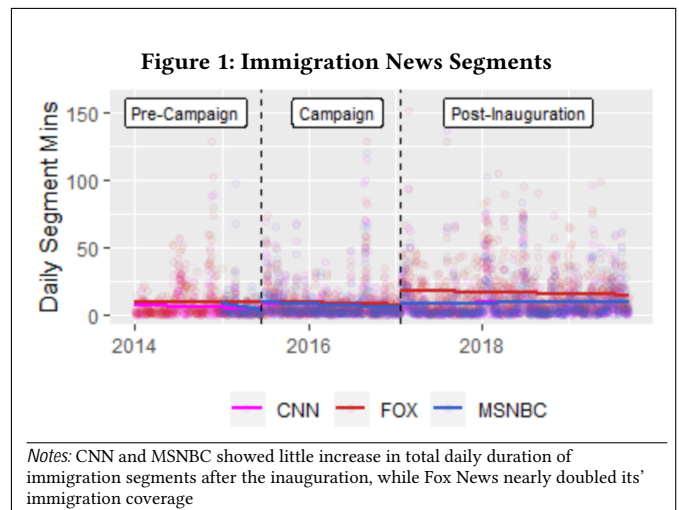 Figure 1: Immigration News Segments
150
100
50
0
Daily Segment Mins
Pre-Campaign
Campaign
Post-Inauguration
2014
2016
2018
CNN
FOX
MSNBC
Notes: CNN and MSNBC showed little increase in total daily duration of
immigration segments after the inauguration, while Fox News nearly doubled its’
immigration coverage